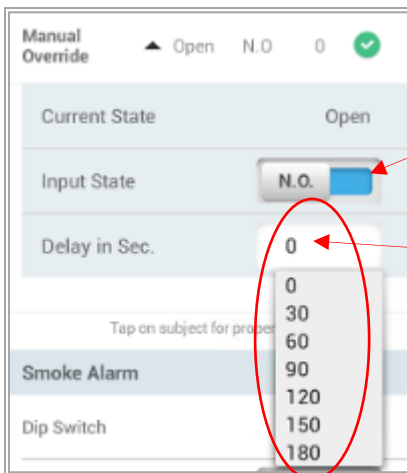 Manual Override Open N.O 0
Current State Open
Input State N.O.
Delay in Sec. 0
0
30
Tap on subject for proper
60
90
Smoke Alarm
120
Dip Switch
150
180